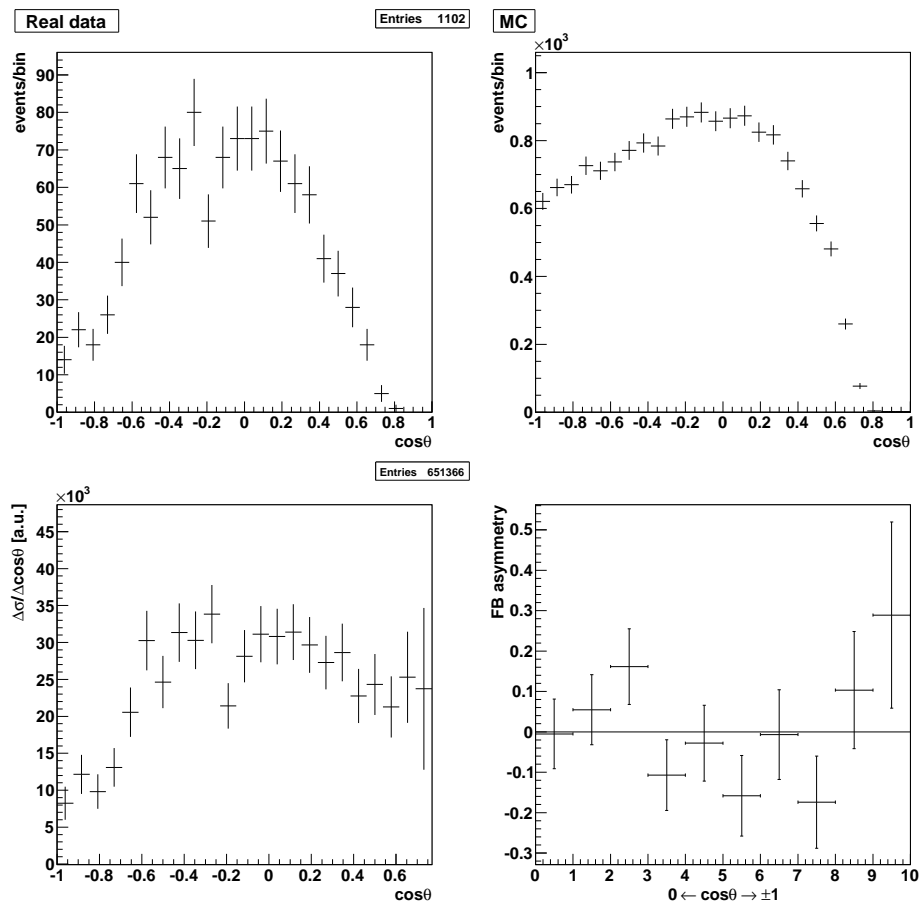 Real data
Entries 1102
events/bin
90
80
70
60
50
40
30
20
10
0
-1 -0.8 -0.6 -0.4 -0.2 0 0.2 0.4 0.6 0.8 1
cosθ
MC
×10³
events/bin
1
0.8
0.6
0.4
0.2
0
-1 -0.8 -0.6 -0.4 -0.2 0 0.2 0.4 0.6 0.8 1
cosθ
Entries 651366
×10³
Δσ/Δcosθ [a.u.]
45
40
35
30
25
20
15
10
5
0
-1 -0.8 -0.6 -0.4 -0.2 0 0.2 0.4 0.6
cosθ
FB asymmetry
0.5
0.4
0.3
0.2
0.1
0
-0.1
-0.2
-0.3
0 1 2 3 4 5 6 7 8 9 10
0 ← cosθ → ±1